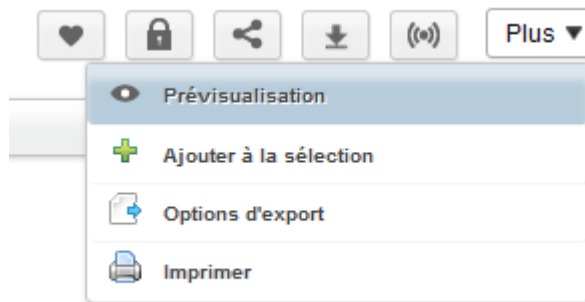 Plus ▼
Prévisualisation
Ajouter à la sélection
Options d'export
Imprimer